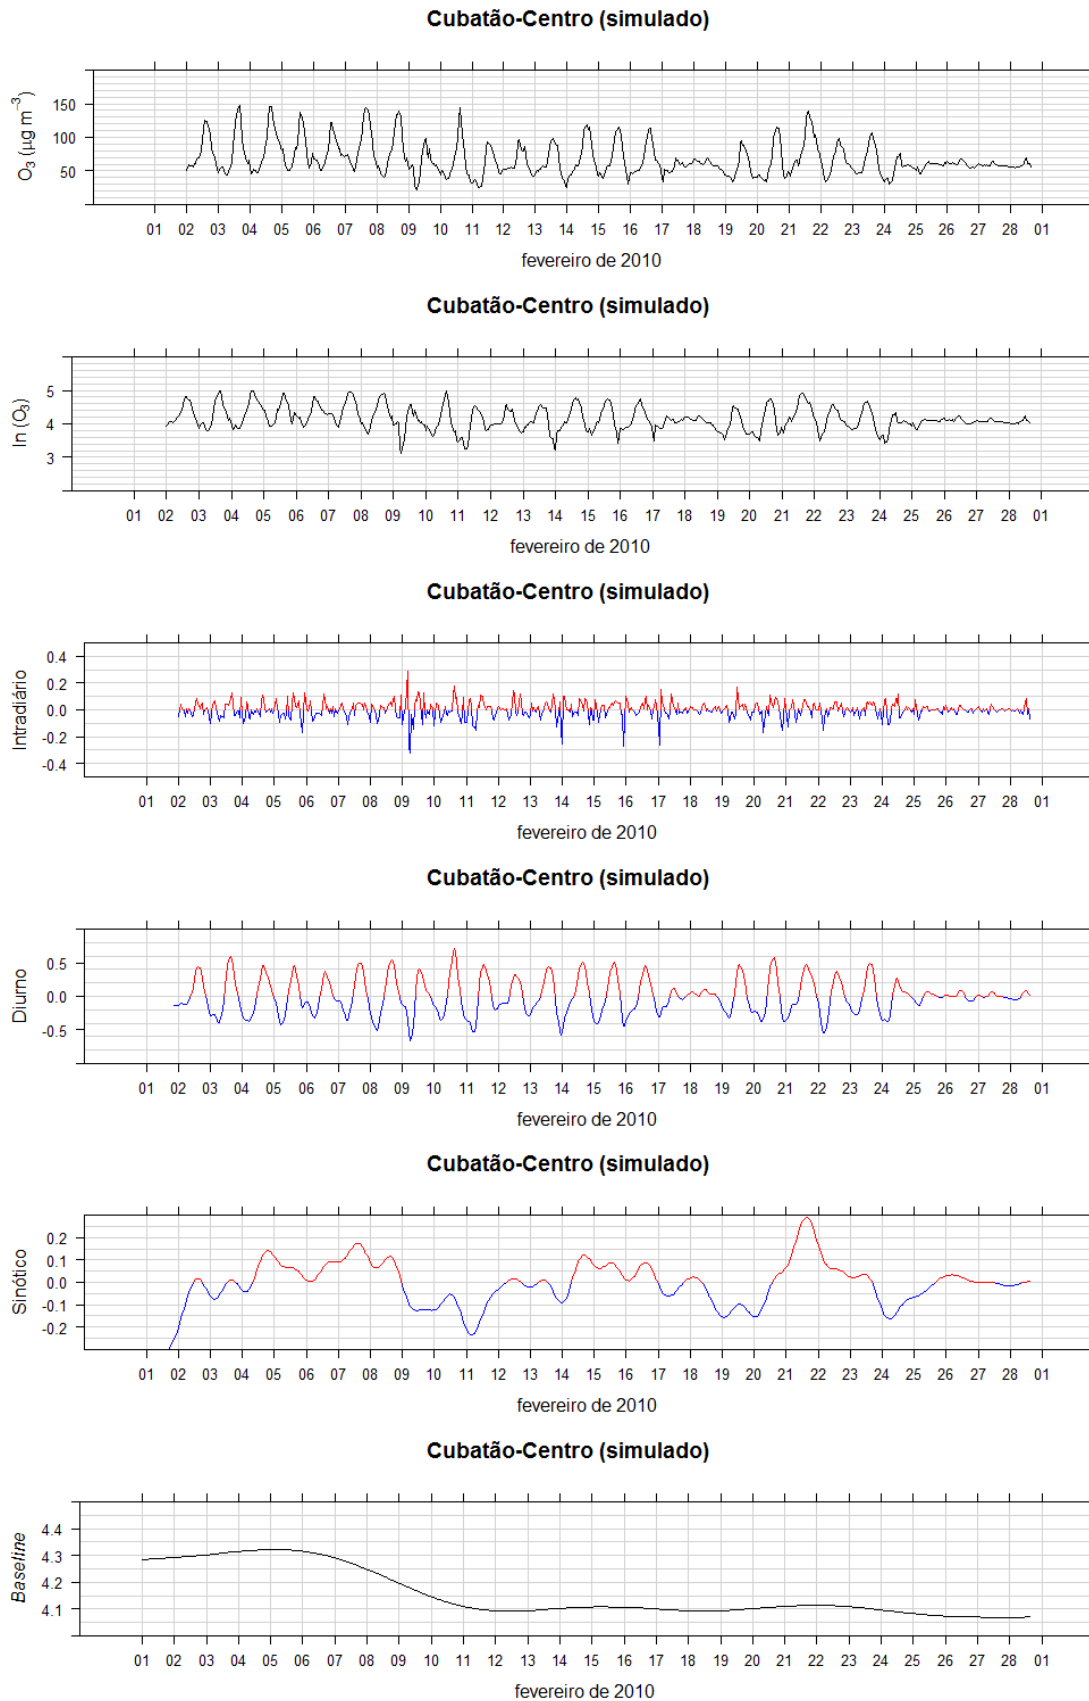 Cubatão-Centro (simulado)
O₃ (µg m⁻³)
150
100
50
01 02 03 04 05 06 07 08 09 10 11 12 13 14 15 16 17 18 19 20 21 22 23 24 25 26 27 28 01
fevereiro de 2010
Cubatão-Centro (simulado)
ln (O₃)
5
4
3
01 02 03 04 05 06 07 08 09 10 11 12 13 14 15 16 17 18 19 20 21 22 23 24 25 26 27 28 01
fevereiro de 2010
Cubatão-Centro (simulado)
Intradiário
0.4
0.2
0.0
-0.2
-0.4
01 02 03 04 05 06 07 08 09 10 11 12 13 14 15 16 17 18 19 20 21 22 23 24 25 26 27 28 01
fevereiro de 2010
Cubatão-Centro (simulado)
Diurno
0.5
0.0
-0.5
01 02 03 04 05 06 07 08 09 10 11 12 13 14 15 16 17 18 19 20 21 22 23 24 25 26 27 28 01
fevereiro de 2010
Cubatão-Centro (simulado)
Sinótico
0.2
0.1
0.0
-0.1
-0.2
01 02 03 04 05 06 07 08 09 10 11 12 13 14 15 16 17 18 19 20 21 22 23 24 25 26 27 28 01
fevereiro de 2010
Cubatão-Centro (simulado)
Baseline
4.4
4.3
4.2
4.1
01 02 03 04 05 06 07 08 09 10 11 12 13 14 15 16 17 18 19 20 21 22 23 24 25 26 27 28 01
fevereiro de 2010